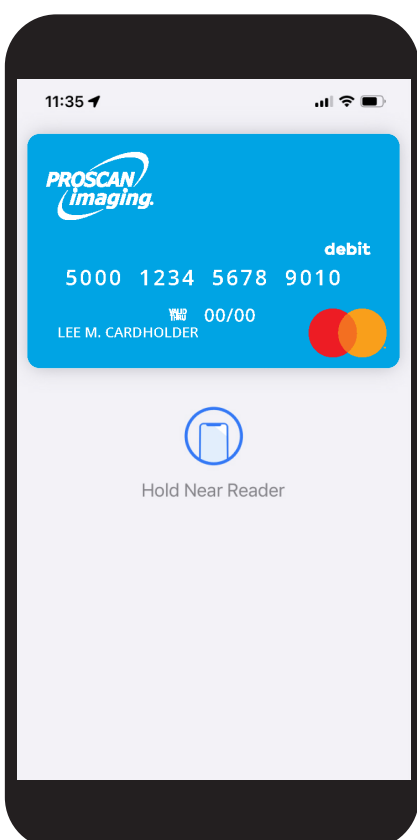 11:35
PROSCAN
imaging.
debit
5000 1234 5678 9010
VALID
THRU
00/00
LEE M. CARDHOLDER
Hold Near Reader